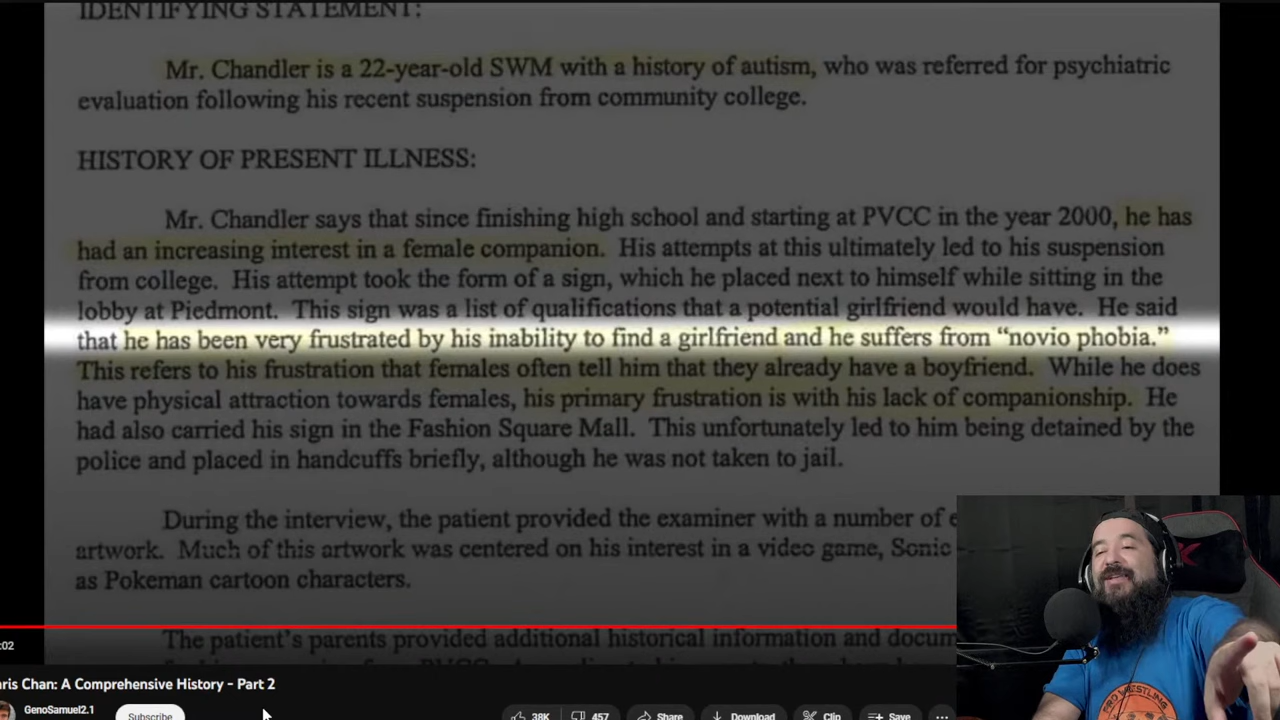 IDENTIFYING STATEMENT:
Mr. Chandler is a 22-year-old SWM with a history of autism, who was referred for psychiatric
evaluation following his recent suspension from community college.
HISTORY OF PRESENT ILLNESS:
Mr. Chandler says that since finishing high school and starting at PVCC in the year 2000, he has
had an increasing interest in a female companion. His attempts at this ultimately led to his suspension
from college. His attempt took the form of a sign, which he placed next to himself while sitting in the
lobby at Piedmont. This sign was a list of qualifications that a potential girlfriend would have. He said
that he has been very frustrated by his inability to find a girlfriend and he suffers from “novio phobia.”
This refers to his frustration that females often tell him that they already have a boyfriend. While he does
have physical attraction towards females, his primary frustration is with his lack of companionship. He
had also carried his sign in the Fashion Square Mall. This unfortunately led to him being detained by the
police and placed in handcuffs briefly, although he was not taken to jail.
During the interview, the patient provided the examiner with a number of
artwork. Much of this artwork was centered on his interest in a video game, Sonic
as Pokeman cartoon characters.
The patient's parents provided additional historical information and docum
:02
aris Chan: A Comprehensive History - Part 2
GenoSamuel2.1
Subscribe
38K
457
Share
Download
Clip
Save
...
PRO WRESTLING